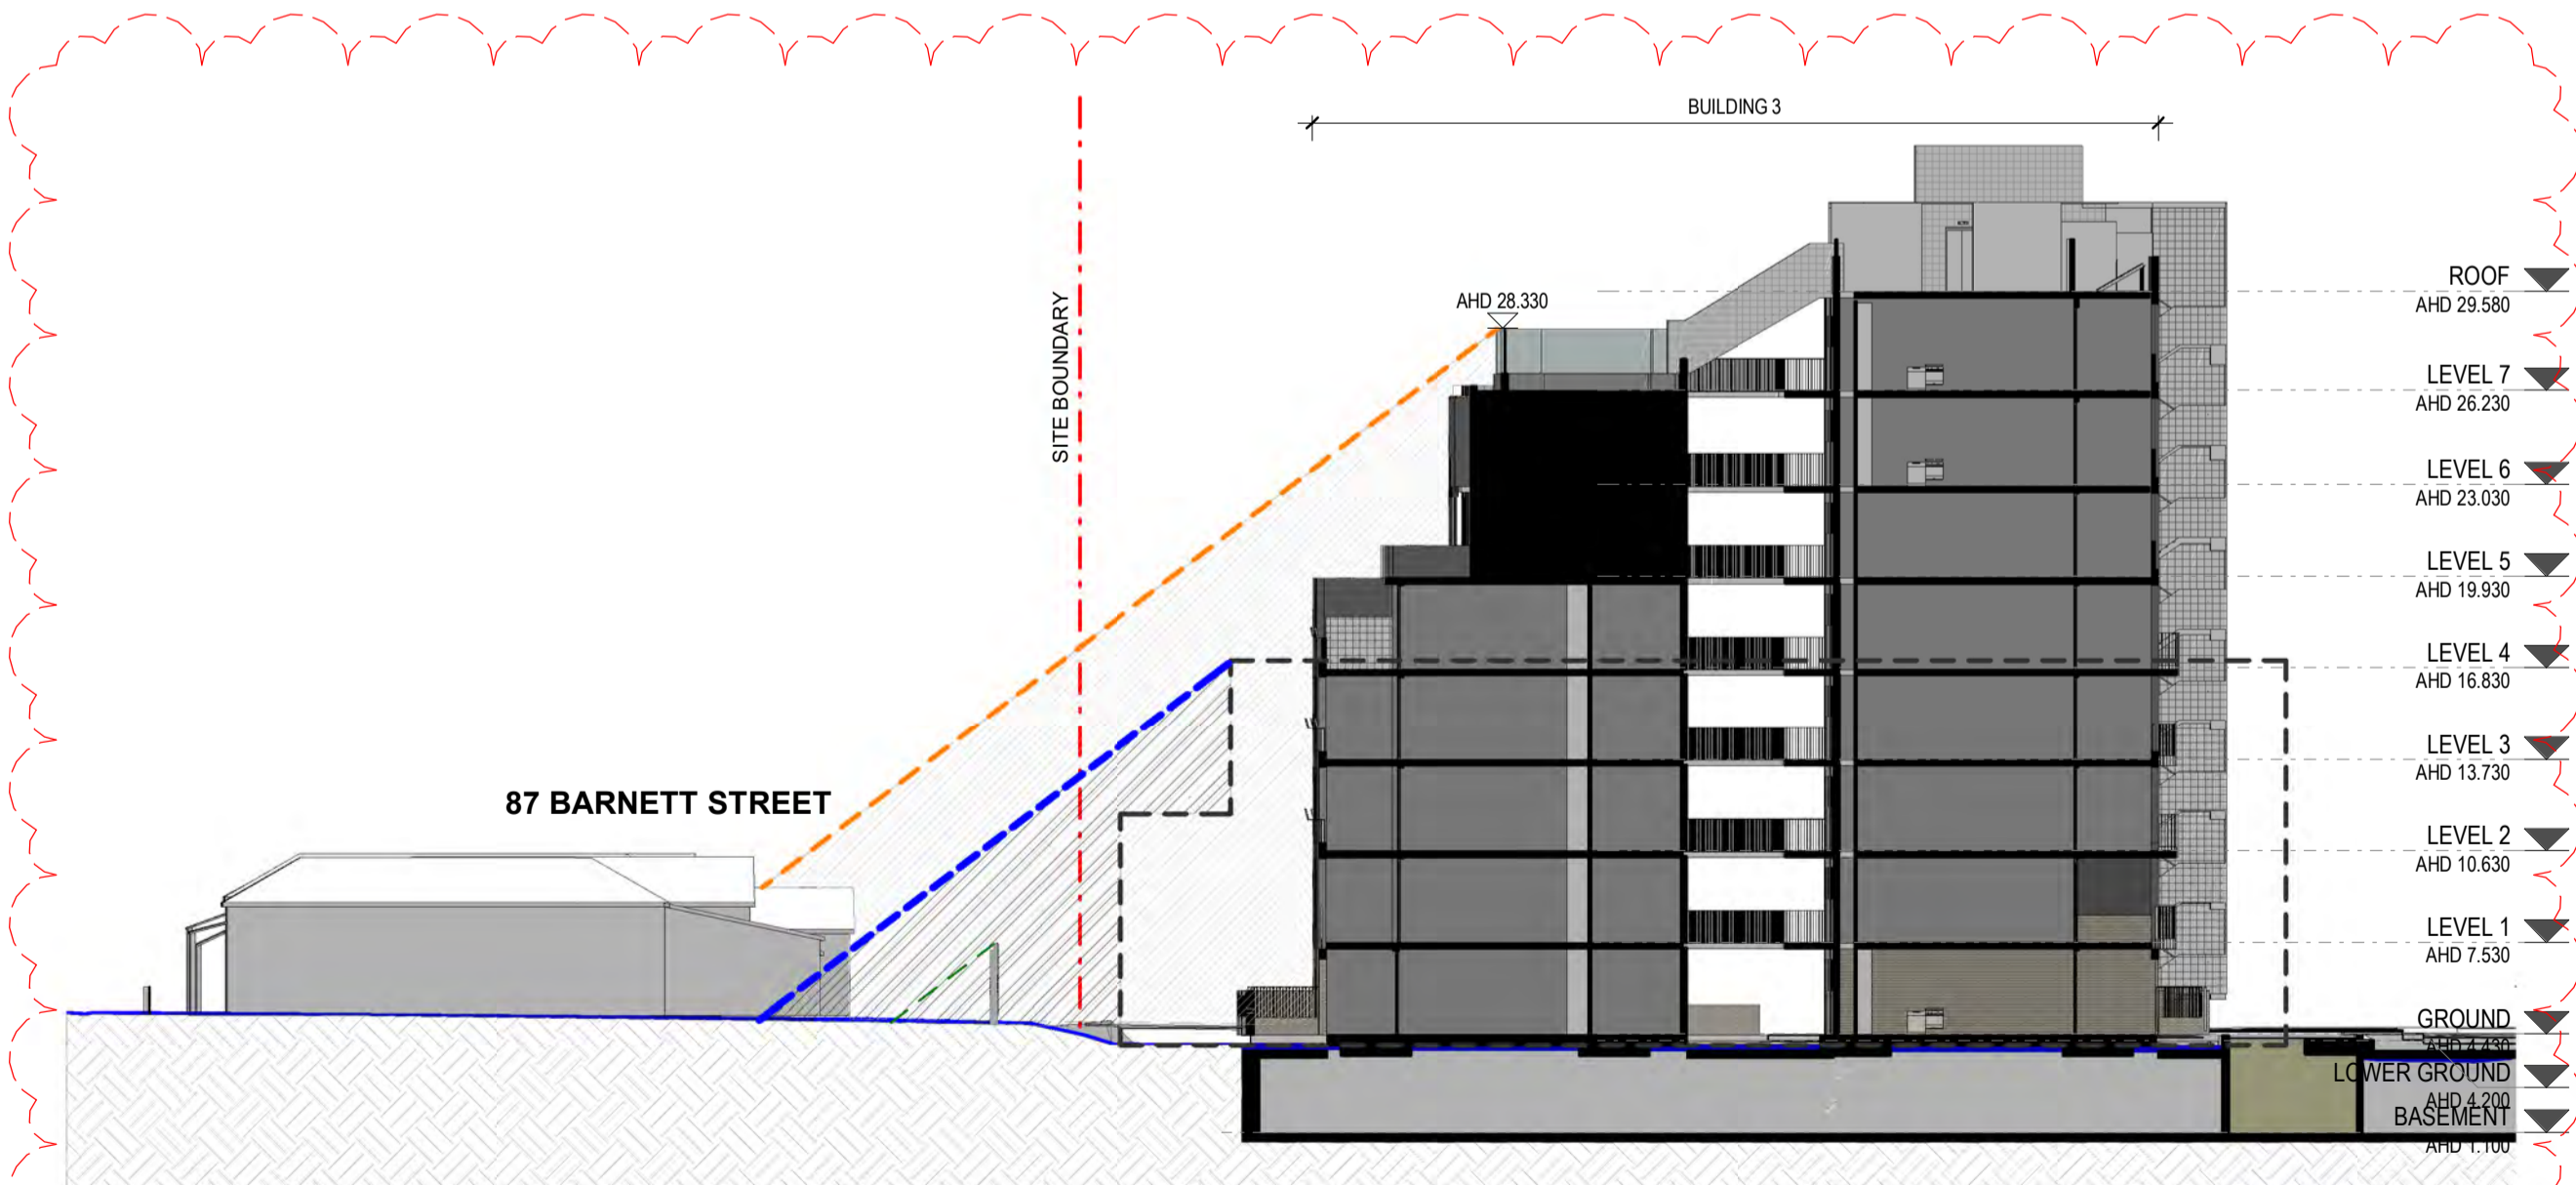 BUILDING 3
SITE BOUNDARY
AHD 28.330
87 BARNETT STREET
ROOF
AHD 29.580
LEVEL 7
AHD 26.230
LEVEL 6
AHD 23.030
LEVEL 5
AHD 19.930
LEVEL 4
AHD 16.830
LEVEL 3
AHD 13.730
LEVEL 2
AHD 10.630
LEVEL 1
AHD 7.530
GROUND
AHD 4.430
LOWER GROUND
AHD 4.200
BASEMENT
AHD 1.100